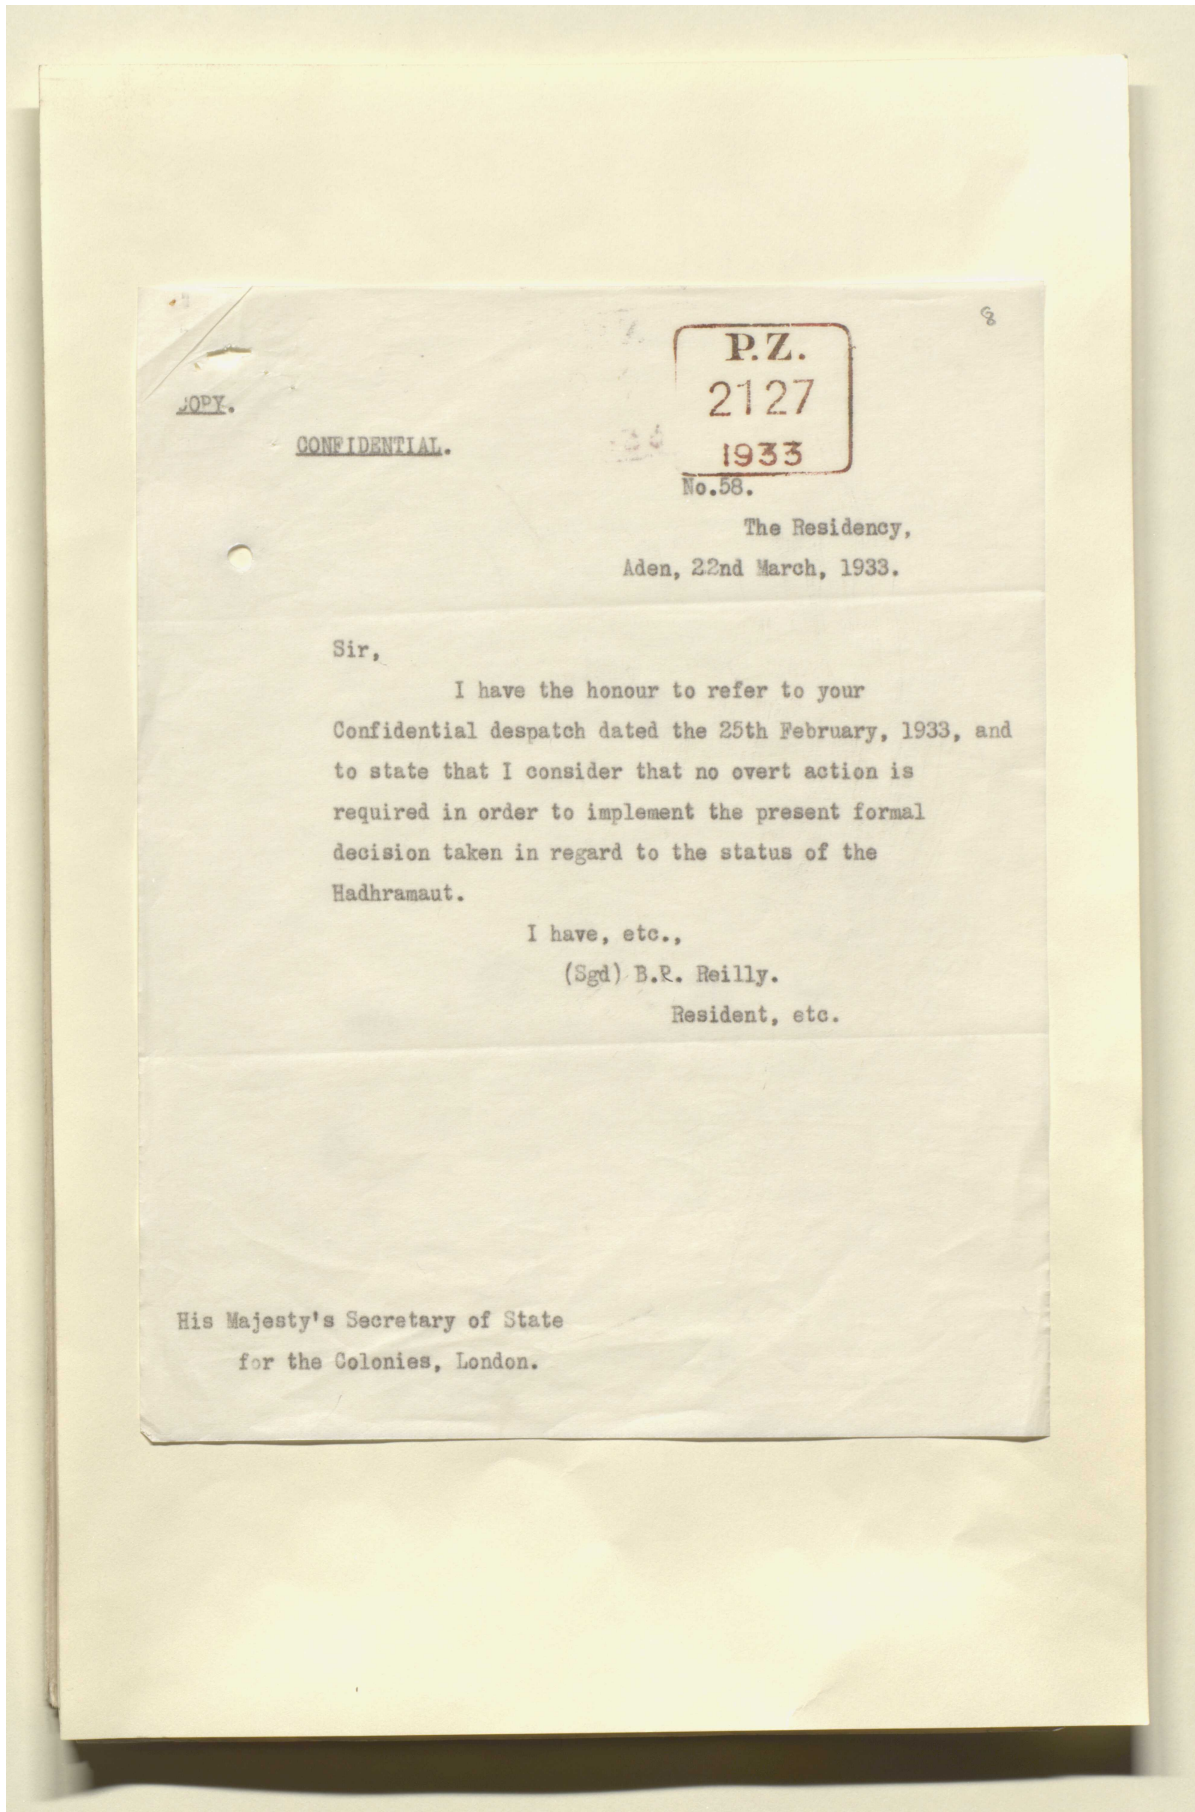 8
P.Z.
2127
1933
COPY.
CONFIDENTIAL.
No.58.
The Residency,
Aden, 22nd March, 1933.
Sir,
I have the honour to refer to your
Confidential despatch dated the 25th February, 1933, and
to state that I consider that no overt action is
required in order to implement the present formal
decision taken in regard to the status of the
Hadhramaut.
I have, etc.,
(Sgd) B.R. Reilly.
Resident, etc.
His Majesty's Secretary of State
for the Colonies, London.